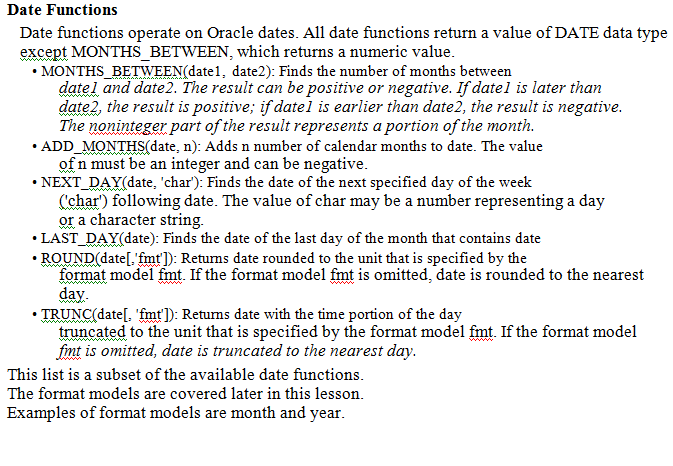 Date Functions
Date functions operate on Oracle dates. All date functions return a value of DATE data type
except MONTHS_BETWEEN, which returns a numeric value.
• MONTHS_BETWEEN(date1, date2): Finds the number of months between
date1 and date2. The result can be positive or negative. If date1 is later than
date2, the result is positive; if date1 is earlier than date2, the result is negative.
The noninteger part of the result represents a portion of the month.
• ADD_MONTHS(date, n): Adds n number of calendar months to date. The value
of n must be an integer and can be negative.
• NEXT_DAY(date, 'char'): Finds the date of the next specified day of the week
('char') following date. The value of char may be a number representing a day
or a character string.
• LAST_DAY(date): Finds the date of the last day of the month that contains date
• ROUND(date[,'fmt']): Returns date rounded to the unit that is specified by the
format model fmt. If the format model fmt is omitted, date is rounded to the nearest
day.
• TRUNC(date[, 'fmt']): Returns date with the time portion of the day
truncated to the unit that is specified by the format model fmt. If the format model
fmt is omitted, date is truncated to the nearest day.
This list is a subset of the available date functions.
The format models are covered later in this lesson.
Examples of format models are month and year.